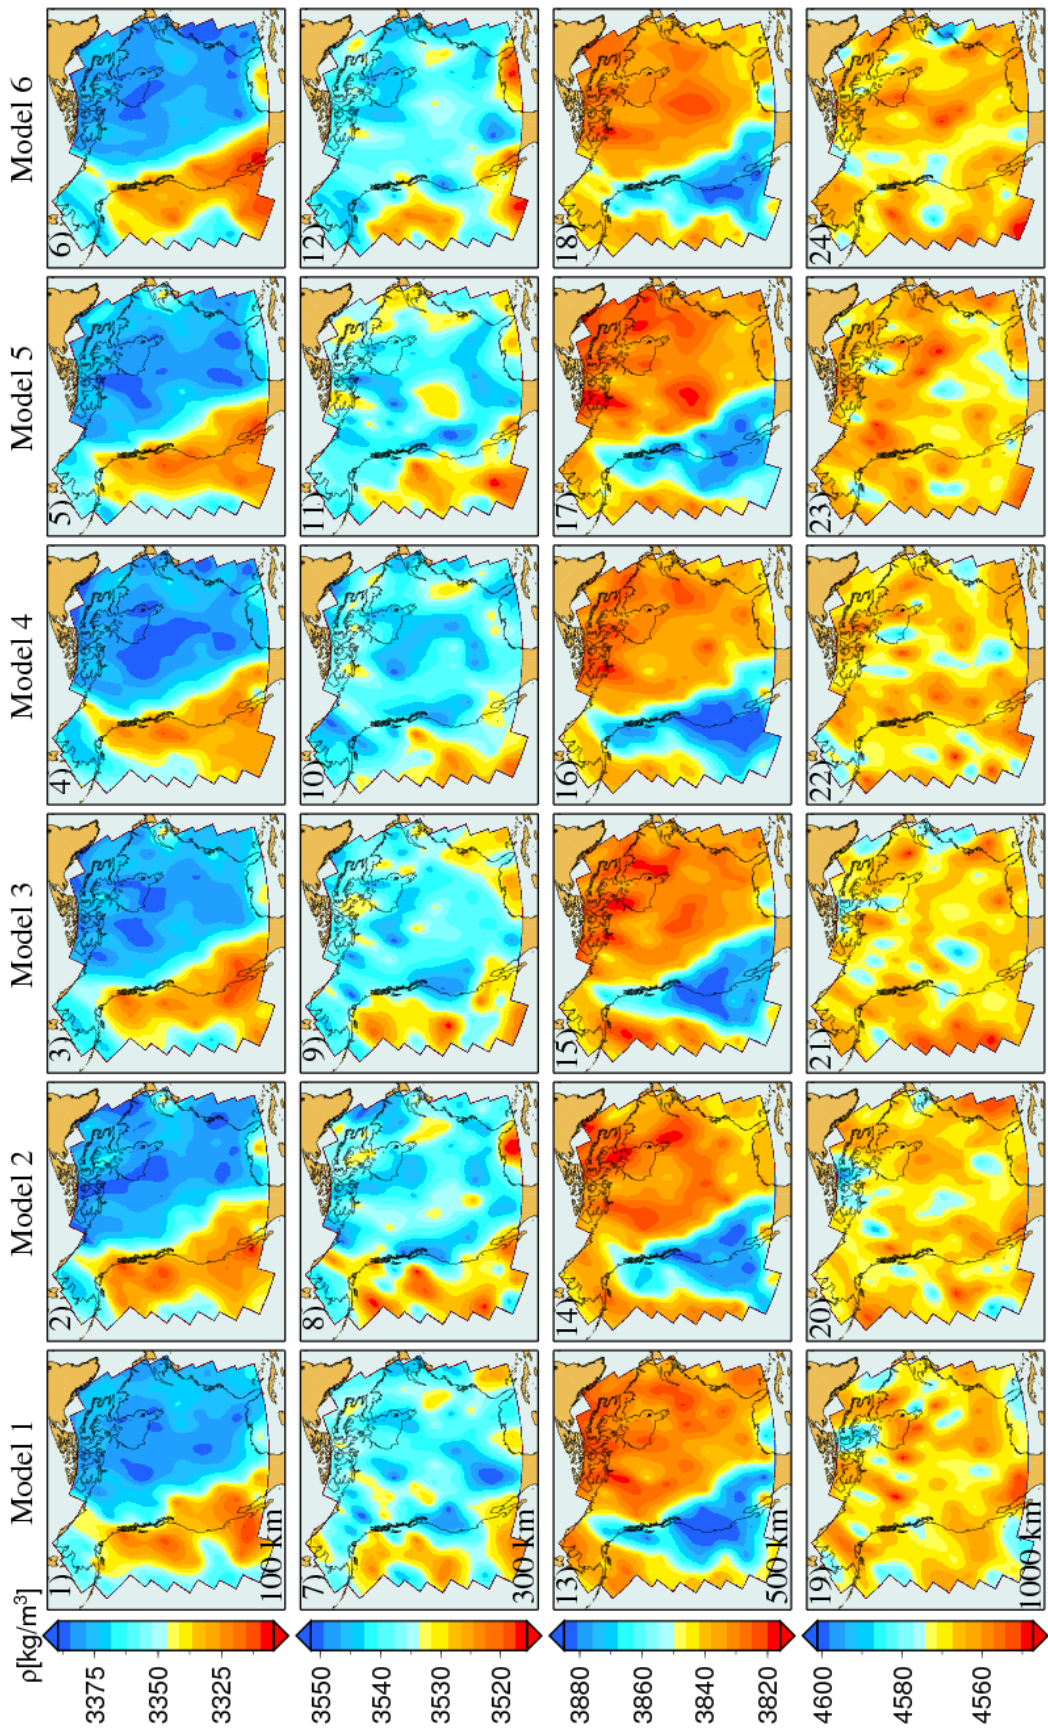 Model 1 Model 2 Model 3 Model 4 Model 5 Model 6
ρ[kg/m³]
3375
3350
3325
1) 2) 3) 4) 5) 6)
100 km
3550
3540
3530
3520
7) 8) 9) 10) 11) 12)
300 km
3880
3860
3840
3820
13) 14) 15) 16) 17) 18)
500 km
4600
4580
4560
19) 20) 21) 22) 23) 24)
1000 km